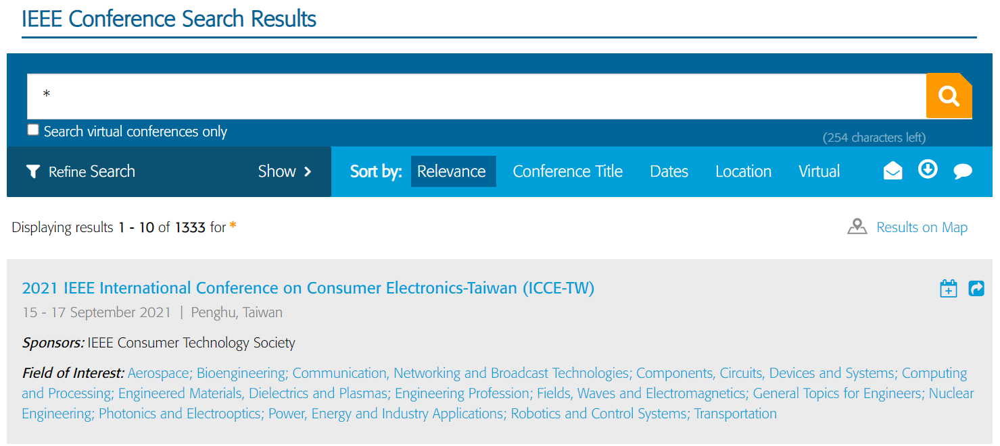 IEEE Conference Search Results
*
Search virtual conferences only
(254 characters left)
Refine Search Show Sort by: Relevance Conference Title Dates Location Virtual
Displaying results 1 - 10 of 1333 for *
Results on Map
2021 IEEE International Conference on Consumer Electronics-Taiwan (ICCE-TW)
15 - 17 September 2021 | Penghu, Taiwan
Sponsors: IEEE Consumer Technology Society
Field of Interest: Aerospace; Bioengineering; Communication, Networking and Broadcast Technologies; Components, Circuits, Devices and Systems; Computing
and Processing; Engineered Materials, Dielectrics and Plasmas; Engineering Profession; Fields, Waves and Electromagnetics; General Topics for Engineers; Nuclear
Engineering; Photonics and Electrooptics; Power, Energy and Industry Applications; Robotics and Control Systems; Transportation